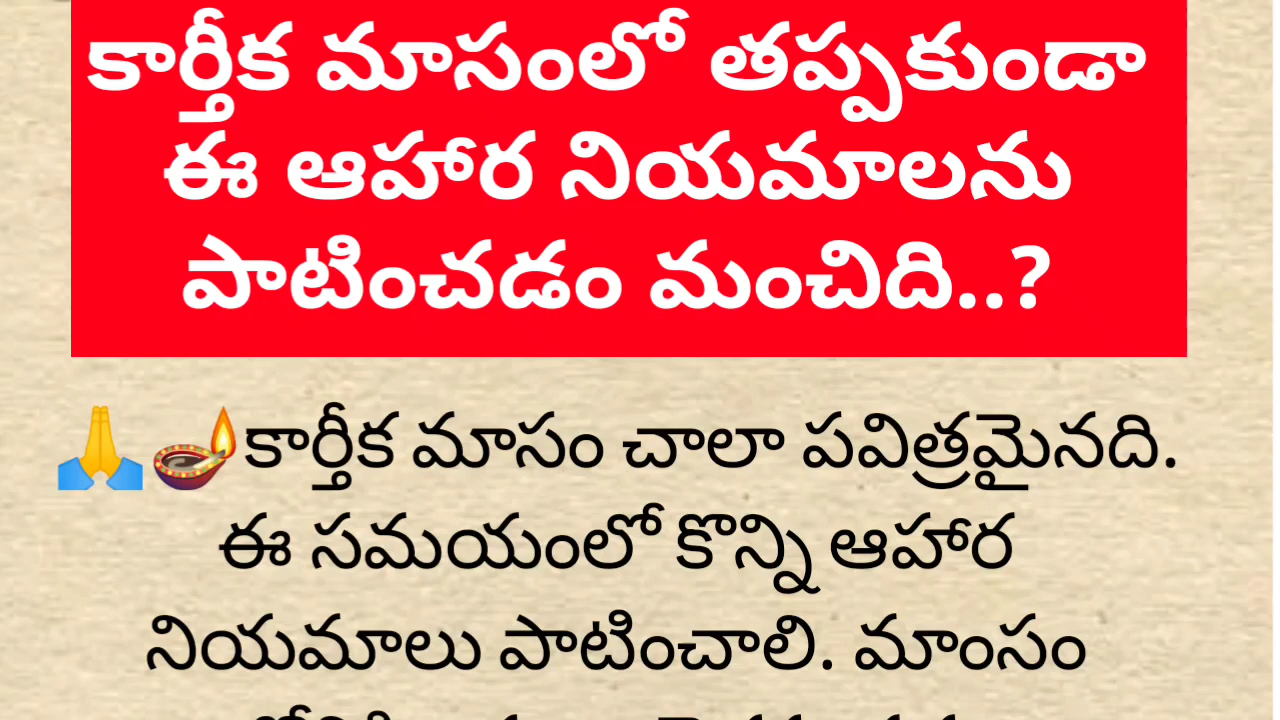 కార్తీక మాసంలో తప్పకుండా
ఈ ఆహార నియమాలను
పాటించడం మంచిది..?
🙏🪔కార్తీక మాసం చాలా పవిత్రమైనది.
ఈ సమయంలో కొన్ని ఆహార
నియమాలు పాటించాలి. మాంసం